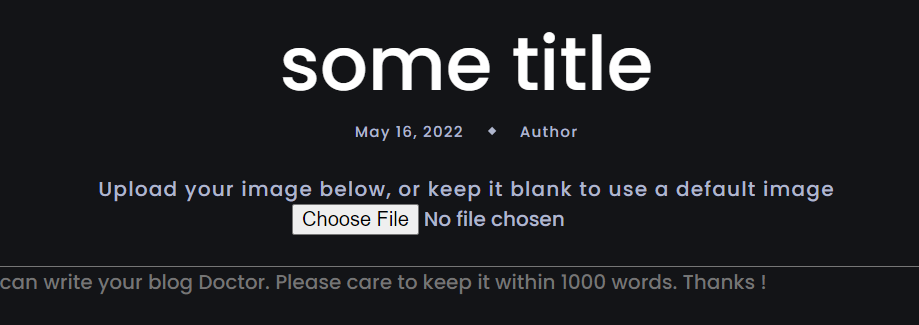 some title
May 16, 2022 ◆ Author
Upload your image below, or keep it blank to use a default image
Choose File No file chosen
can write your blog Doctor. Please care to keep it within 1000 words. Thanks !